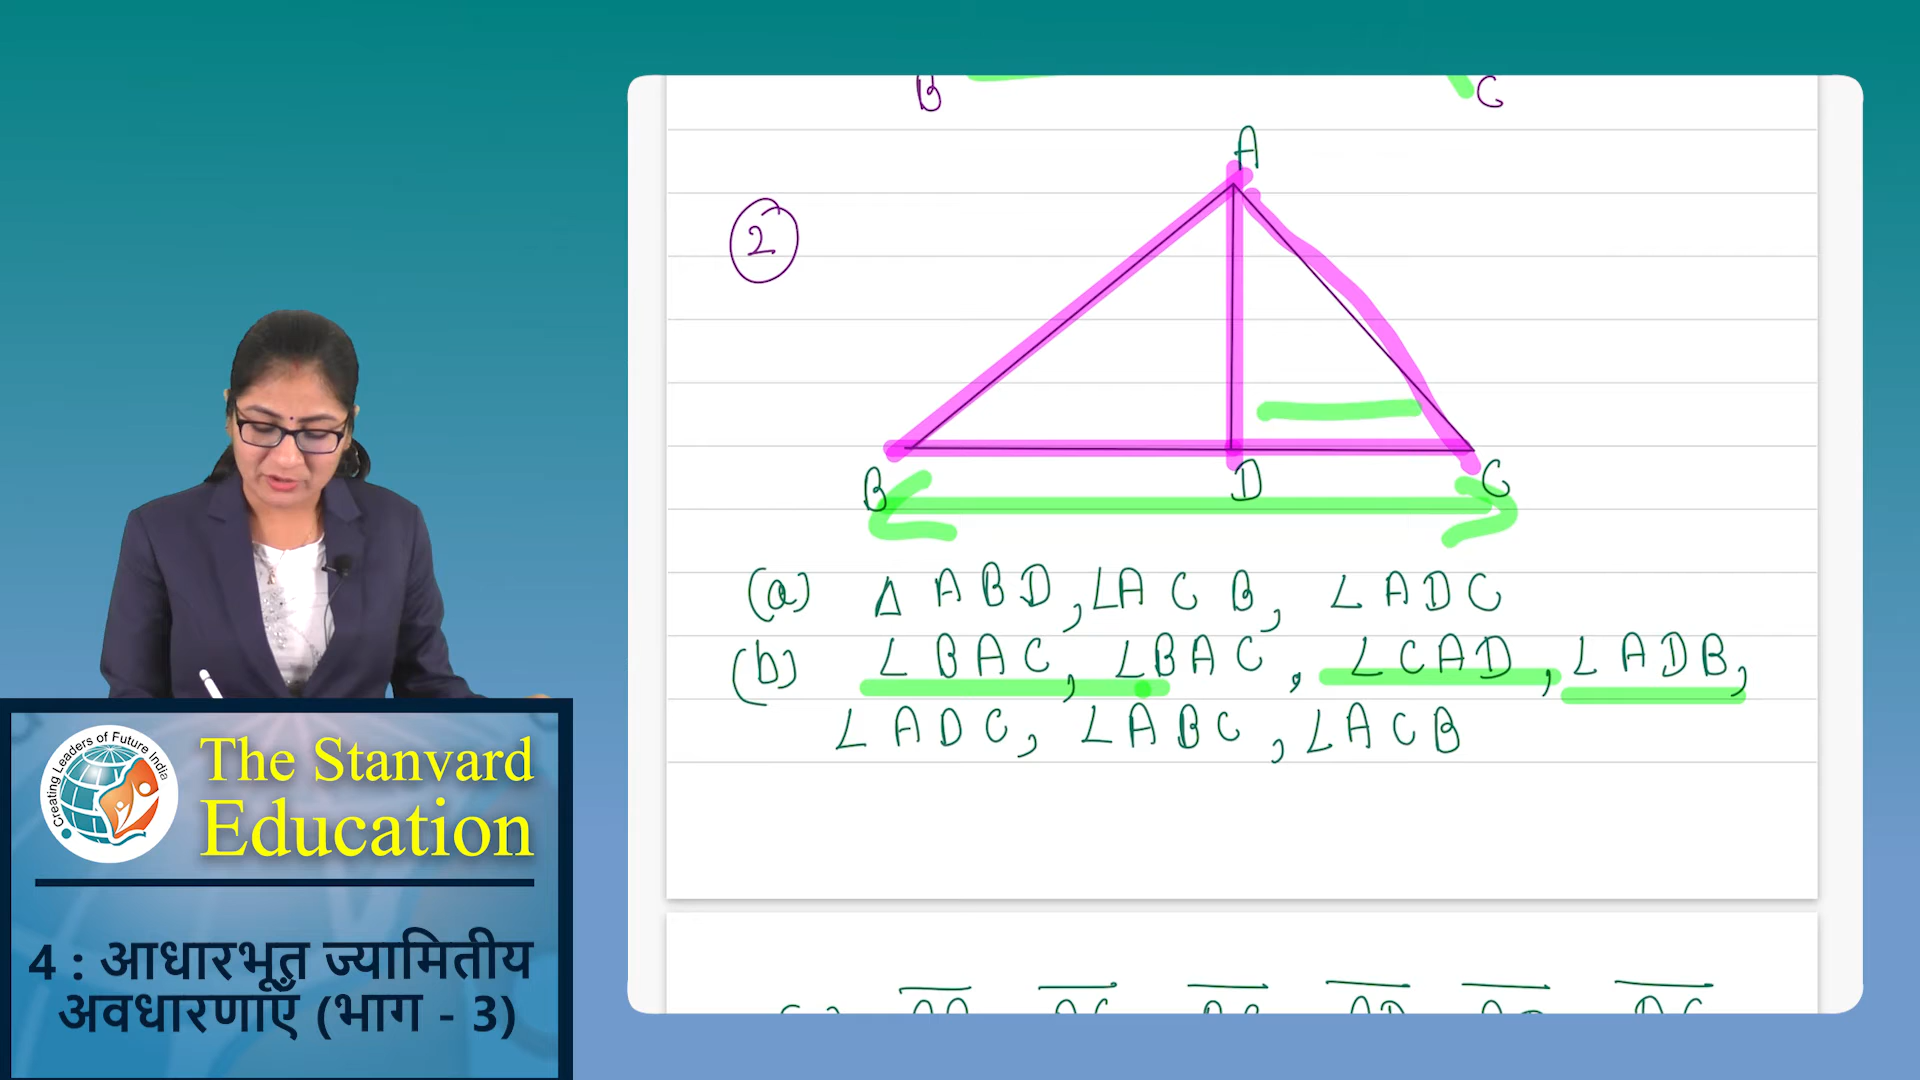 B C
A
2
B D C
(a) Δ ABD, ∠ACB, ∠ADC
(b) ∠BAC, ∠BAC, ∠CAD, ∠ADB,
∠ADC, ∠ABC, ∠ACB
Creating Leaders of Future India
The Stanvard
Education
4 : आधारभूत ज्यामितीय
अवधारणाएँ (भाग - 3)